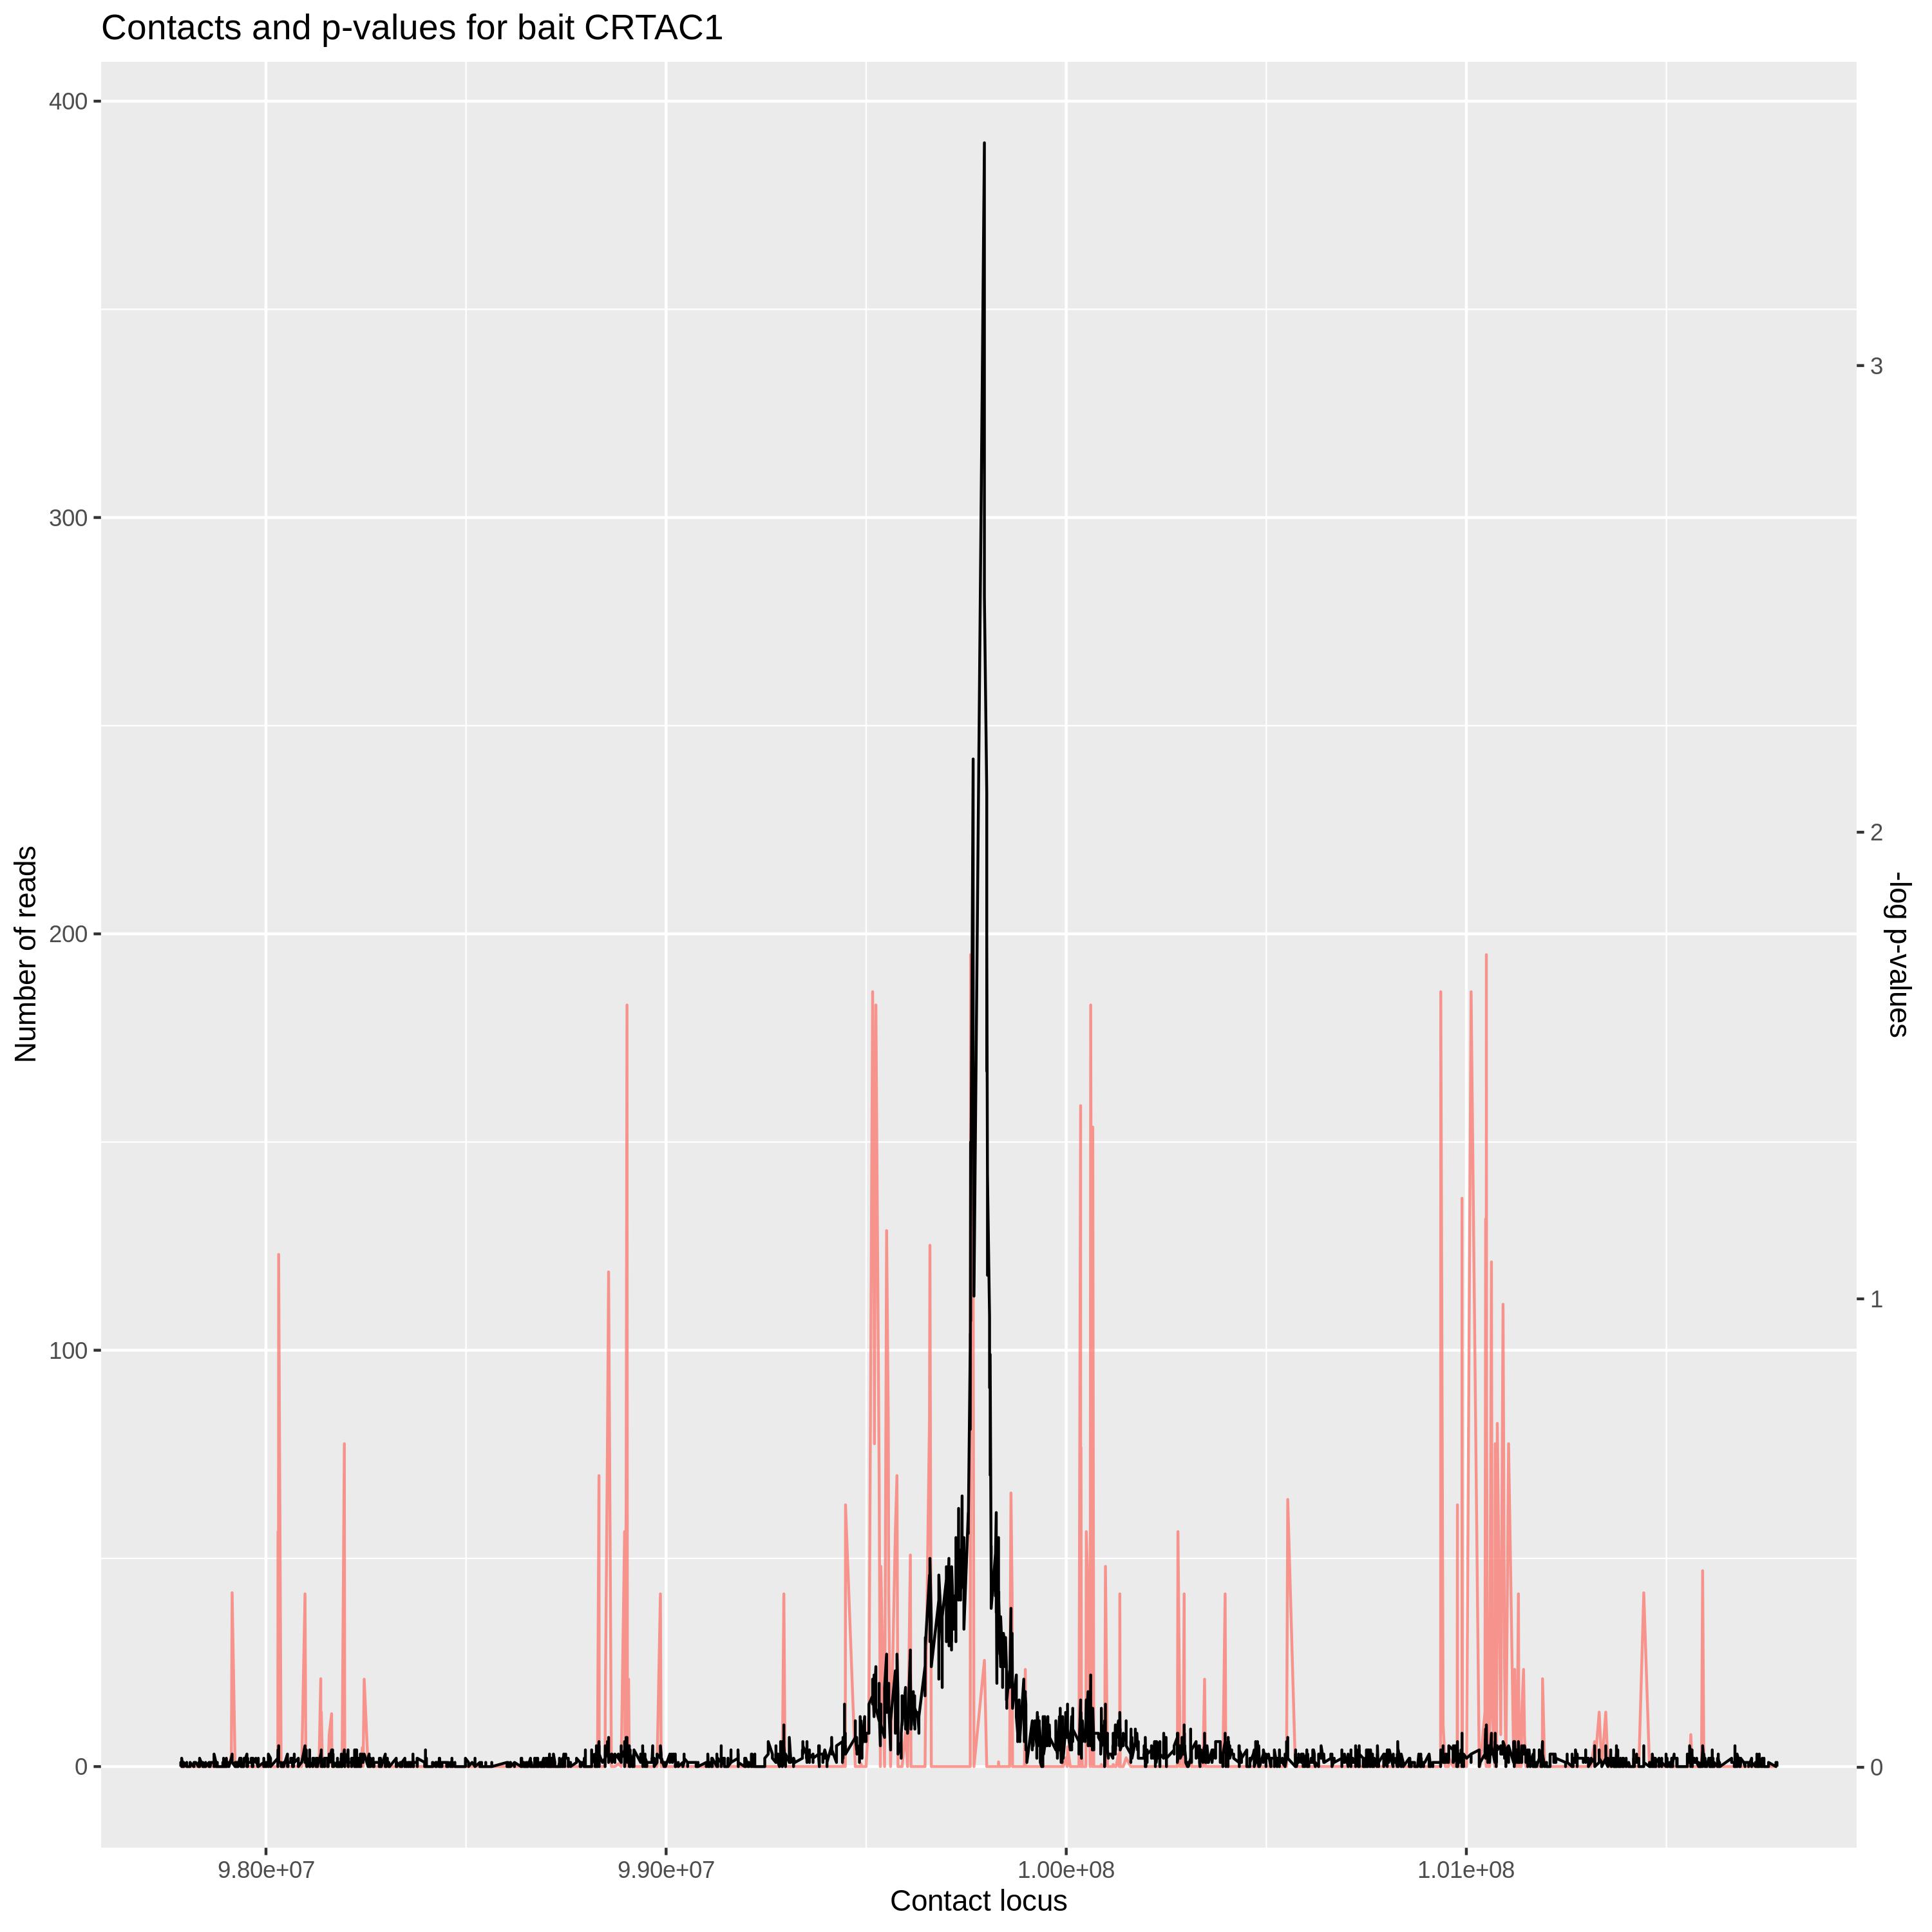 Contacts and p-values for bait CRTAC1
400
300
200
100
0
Number of reads
3
2
1
0
-log p-values
9.80e+07
9.90e+07
1.00e+08
1.01e+08
Contact locus